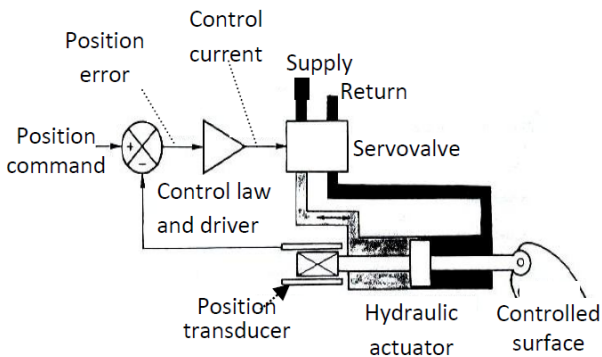 Position
error
Control
current
Supply
Return
Position
command
+
−
Servovalve
Control law
and driver
Position
transducer
Hydraulic
actuator
Controlled
surface